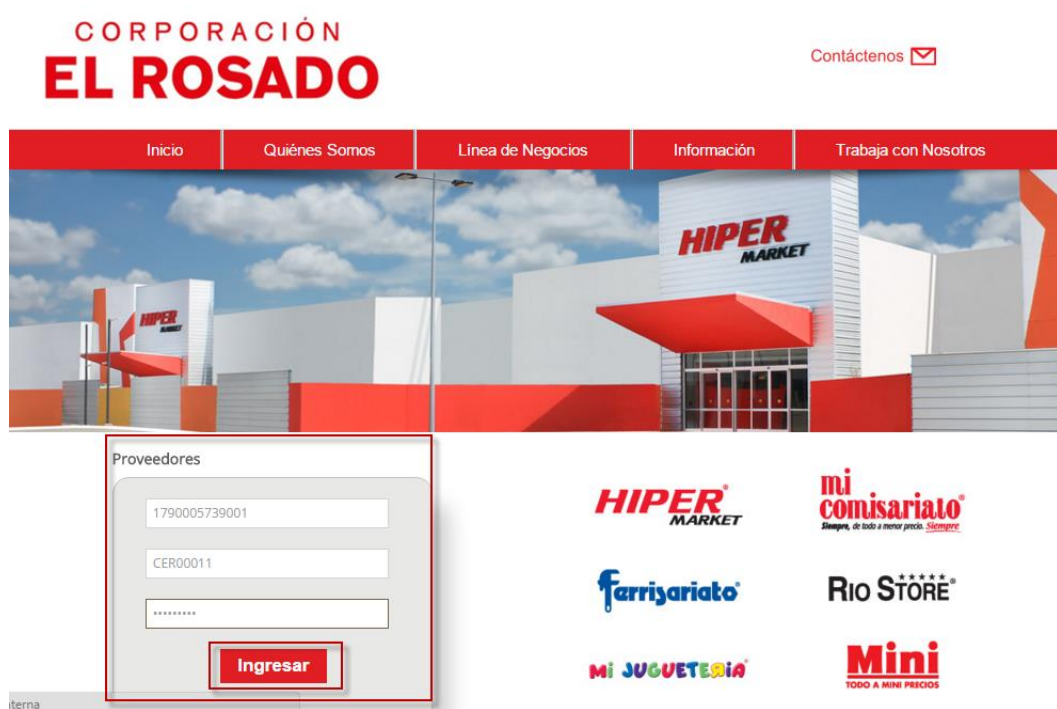 CORPORACIÓN
EL ROSADO
Contáctenos
Inicio
Quiénes Somos
Línea de Negocios
Información
Trabaja con Nosotros
HIPER
MARKET
HIPER
MARKET
Proveedores
1790005739001
CER00011
Ingresar
HIPER
MARKET
mi
comisariato
Siempre, de todo a menor precio. Siempre
Ferrisariato
RIO STORE
Mi JUGUETERÍA
Mini
TODO A MINI PRECIOS
nterna